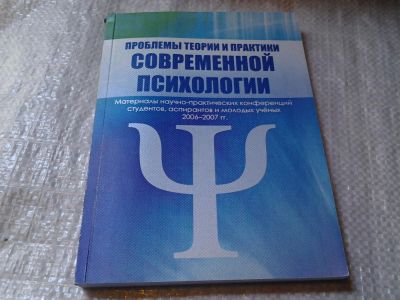 ПРОБЛЕМЫ ТЕОРИИ И ПРАКТИКИ
СОВРЕМЕННОЙ
ПСИХОЛОГИИ
Материалы научно-практических конференций
студентов, аспирантов и молодых учёных
2006–2007 гг.
Ψ